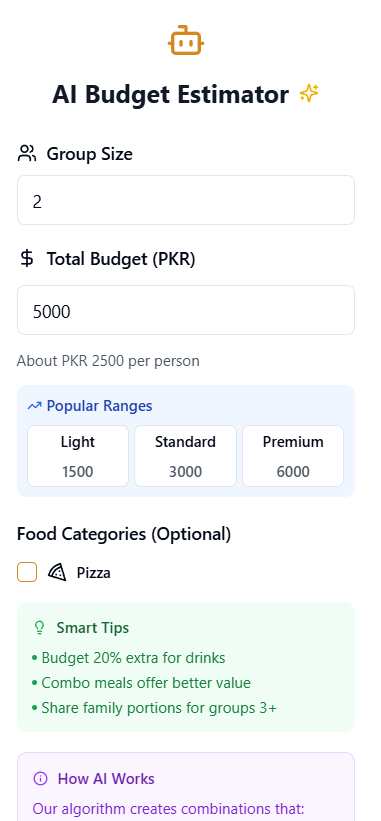 AI Budget Estimator
Group Size
2
Total Budget (PKR)
5000
About PKR 2500 per person
Popular Ranges
Light
1500
Standard
3000
Premium
6000
Food Categories (Optional)
Pizza
Smart Tips
• Budget 20% extra for drinks
• Combo meals offer better value
• Share family portions for groups 3+
How AI Works
Our algorithm creates combinations that: